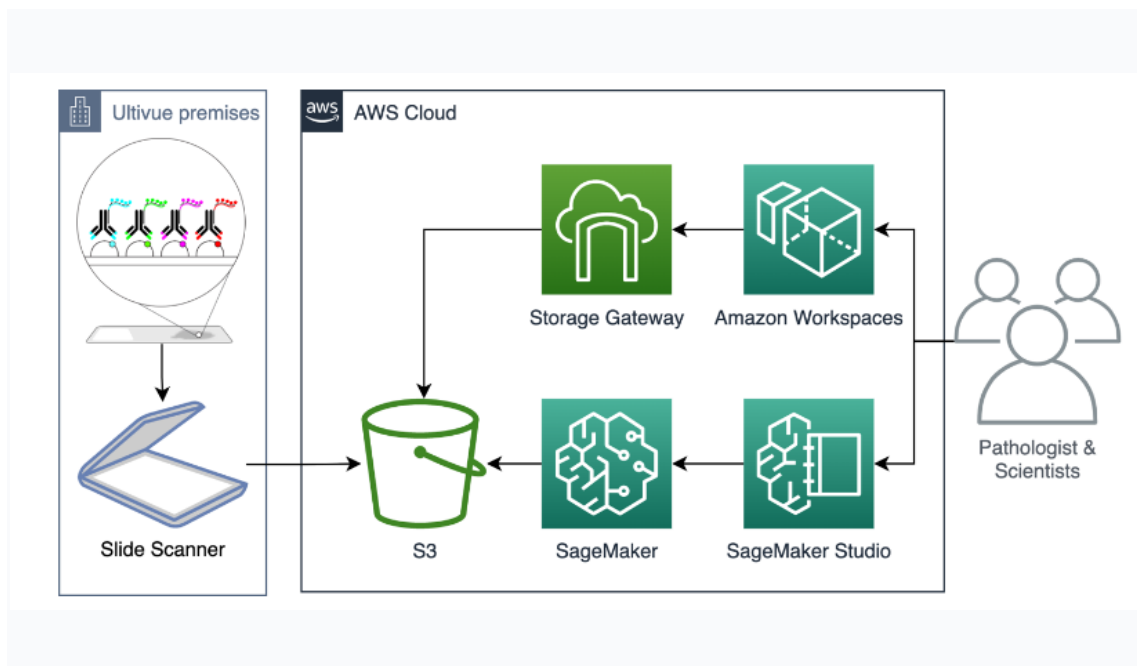 Ultivue premises
aws
AWS Cloud
Storage Gateway
Amazon Workspaces
Slide Scanner
S3
SageMaker
SageMaker Studio
Pathologist &
Scientists